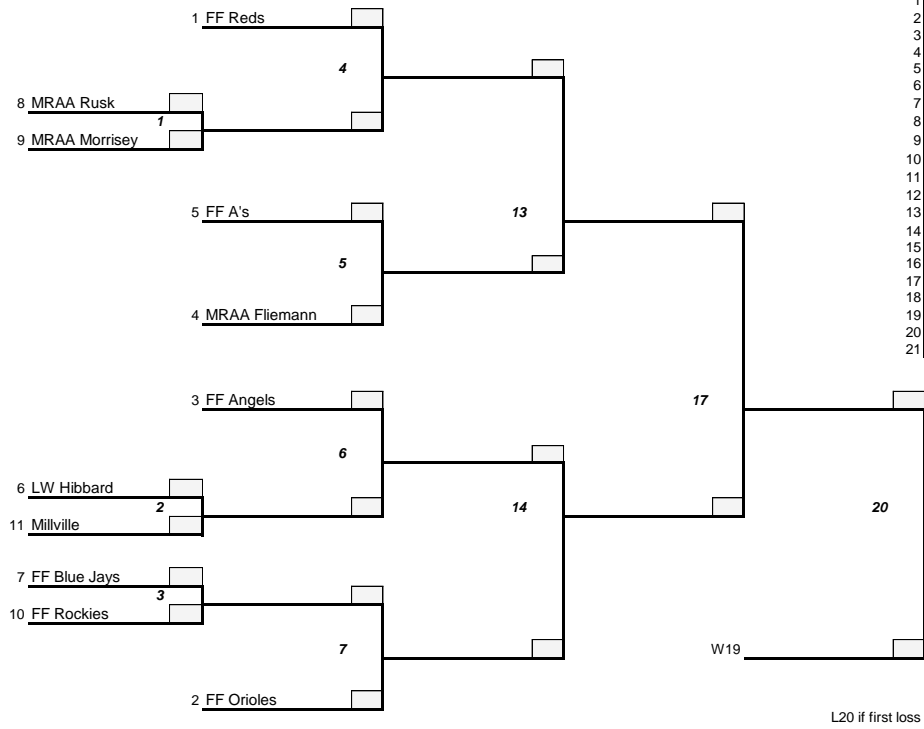 1 FF Reds
4
8 MRAA Rusk
1
9 MRAA Morrisey
5 FF A's
13
5
4 MRAA Fliemann
3 FF Angels
17
6
6 LW Hibbard
2
14
20
11 Millville
7 FF Blue Jays
3
10 FF Rockies
7
W19
2 FF Orioles
L20 if first loss
1
2
3
4
5
6
7
8
9
10
11
12
13
14
15
16
17
18
19
20
21